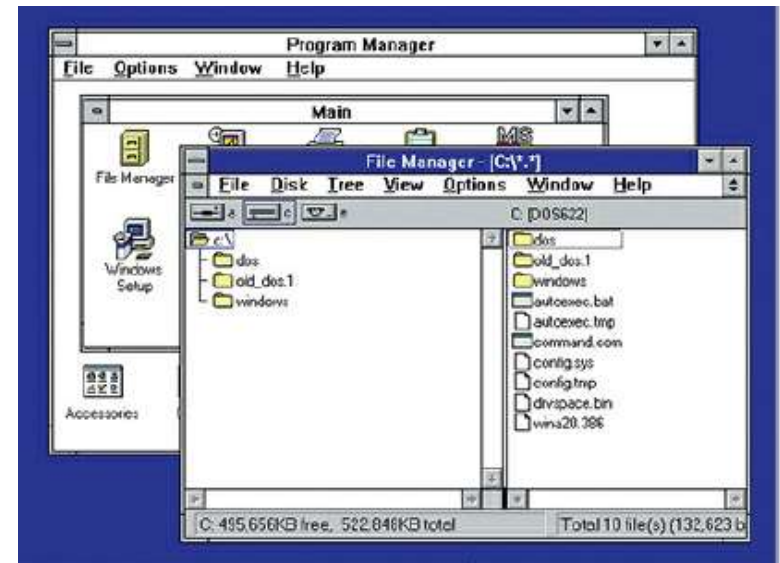 Program Manager
File Options Window Help
Main
MS
File Manager
Windows
Setup
Accessories
File Manager - [C:\*.*]
File Disk Tree View Options Window Help
a c e
C: [DOS622]
c:\
dos
old_dos.1
windows
dos
old_dos.1
windows
autoexec.bat
autoexec.tmp
command.com
config.sys
config.tmp
drvspace.bin
wina20.386
C: 495,656KB free, 522,848KB total
Total 10 file(s) (132,623 b